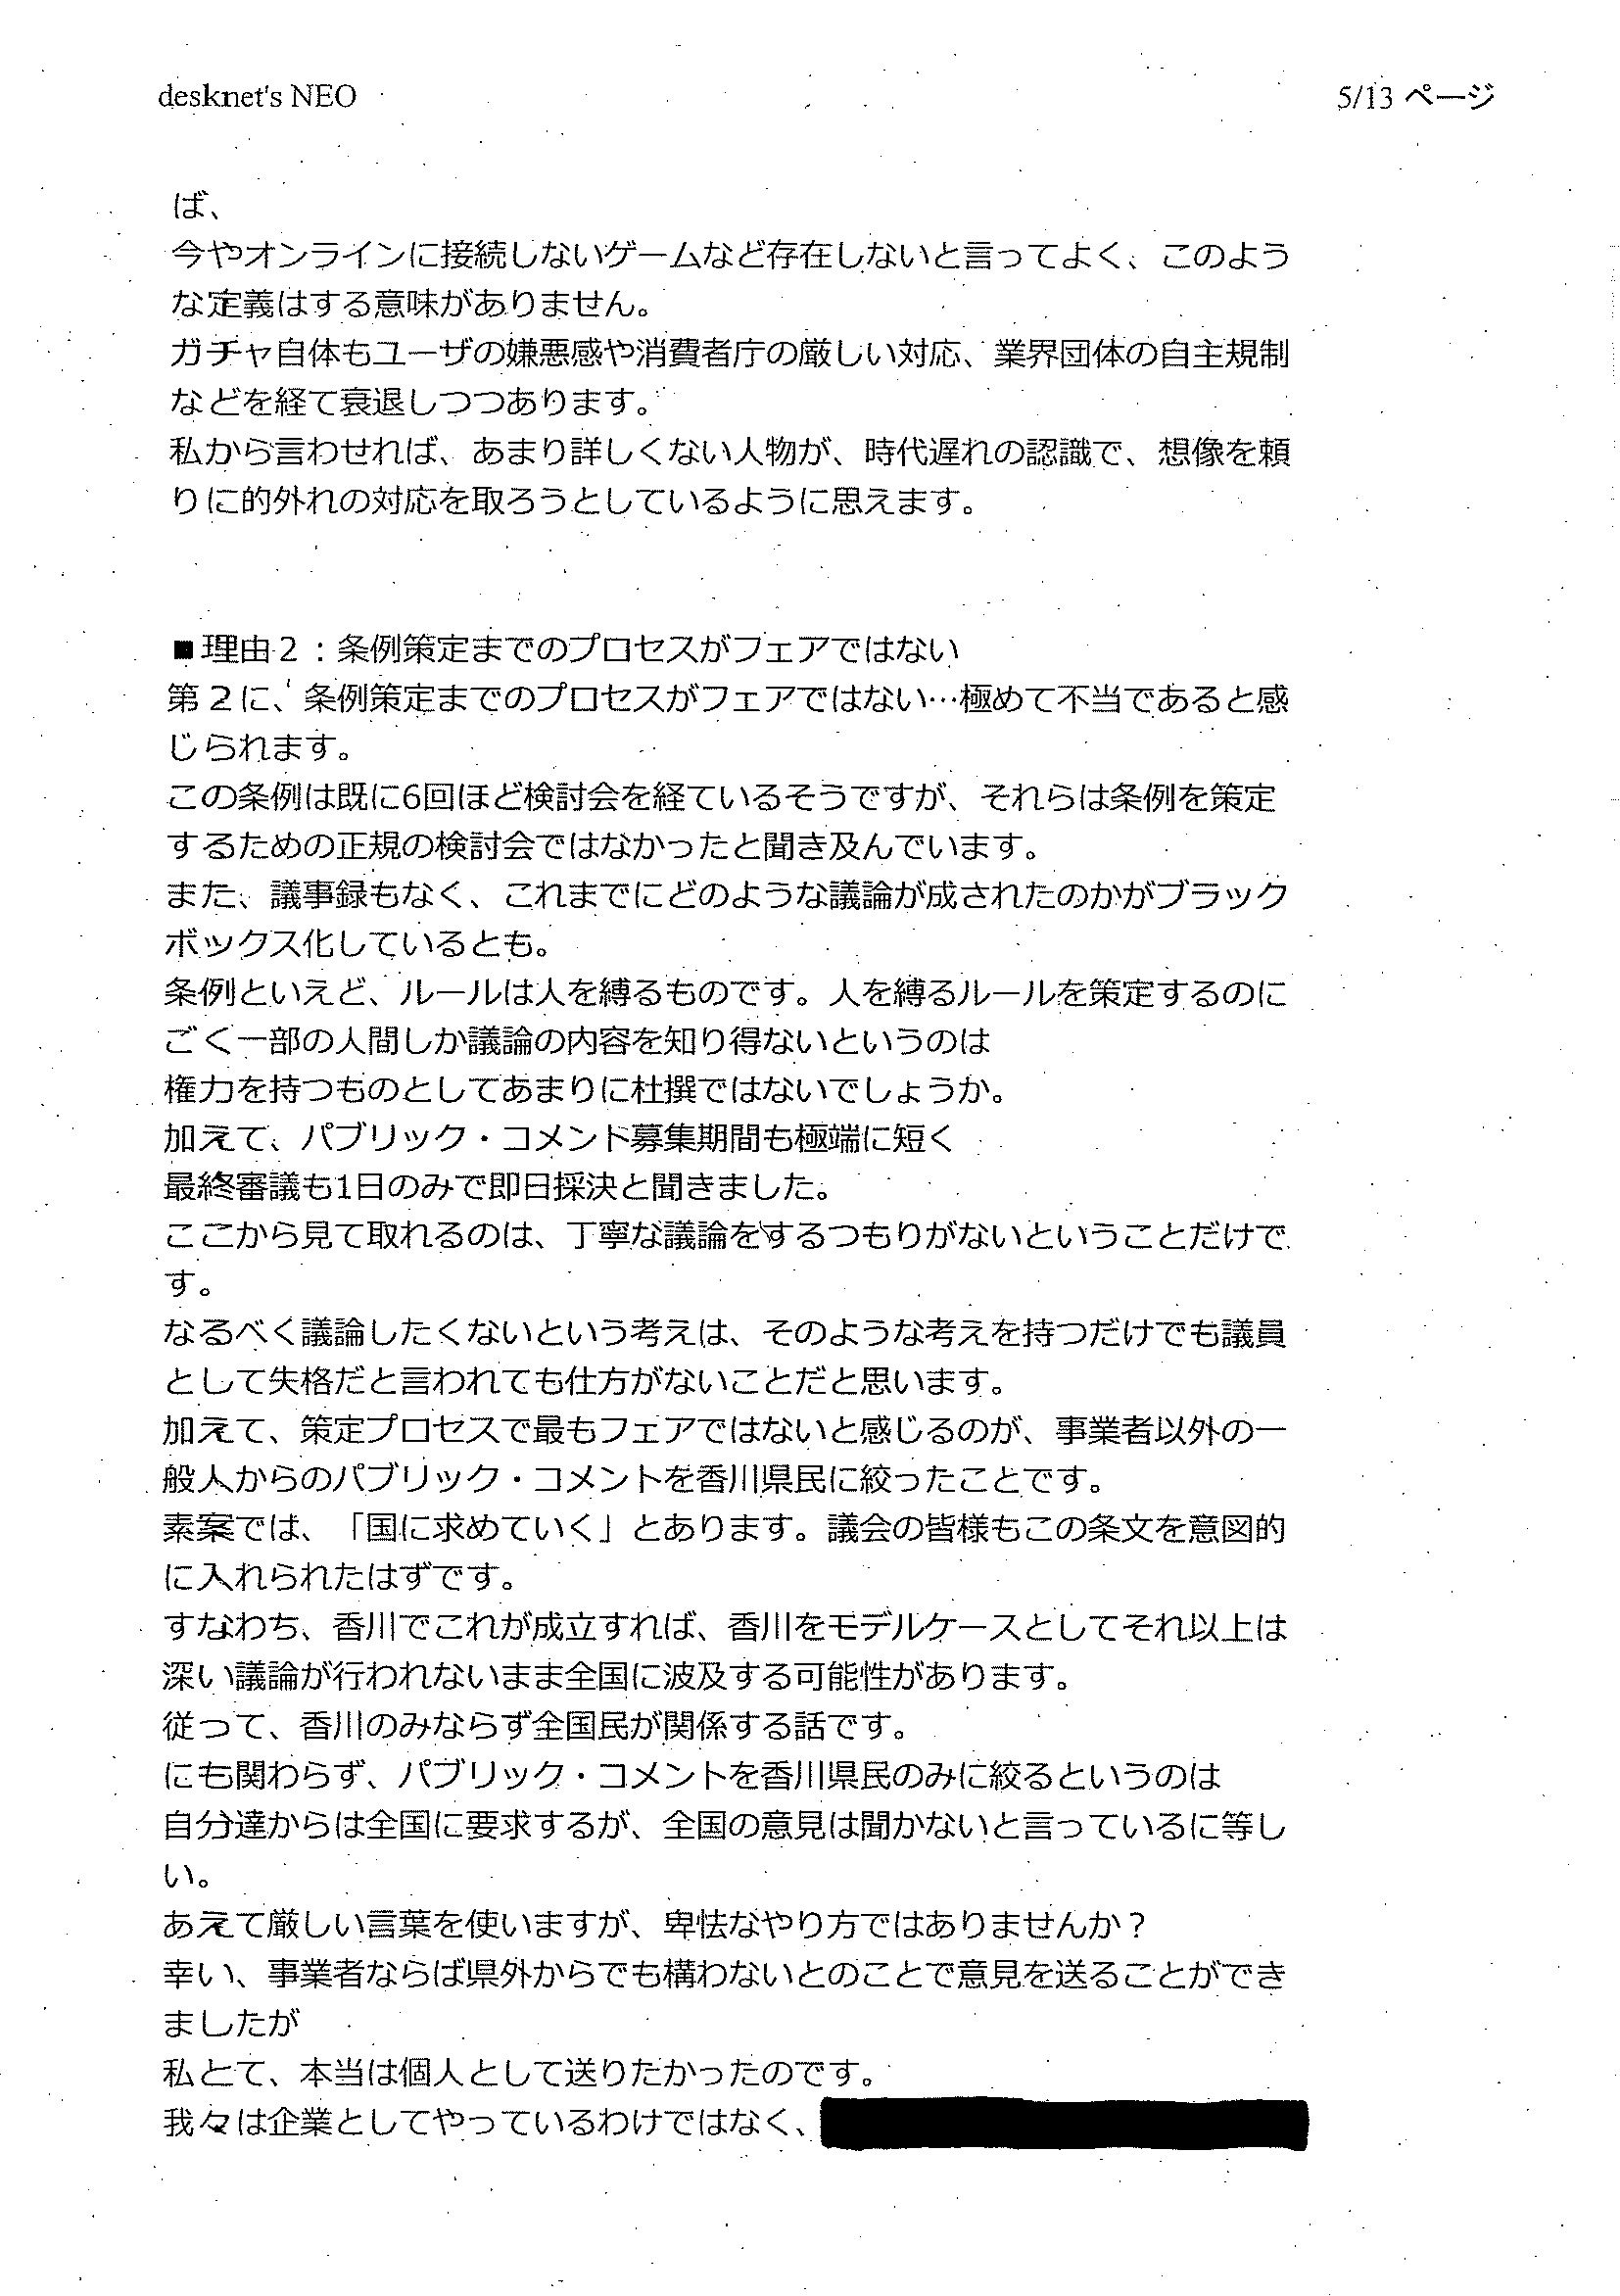 desknet's NEO
5/13 ページ
ば、
今やオンラインに接続しないゲームなど存在しないと言ってよく、このよう
な定義はする意味がありません。
ガチャ自体もユーザの嫌悪感や消費者庁の厳しい対応、業界団体の自主規制
などを経て衰退しつつあります。
私から言わせれば、あまり詳しくない人物が、時代遅れの認識で、想像を頼
りに的外れの対応を取ろうとしているように思えます。
■理由２：条例策定までのプロセスがフェアではない
第２に、条例策定までのプロセスがフェアではない…極めて不当であると感
じられます。
この条例は既に6回ほど検討会を経ているそうですが、それらは条例を策定
するための正規の検討会ではなかったと聞き及んでいます。
また、議事録もなく、これまでにどのような議論が成されたのかがブラック
ボックス化しているとも。
条例といえど、ルールは人を縛るものです。人を縛るルールを策定するのに
ごく一部の人間しか議論の内容を知り得ないというのは
権力を持つものとしてあまりに杜撰ではないでしょうか。
加えて、パブリック・コメント募集期間も極端に短く
最終審議も1日のみで即日採決と聞きました。
ここから見て取れるのは、丁寧な議論をするつもりがないということだけで
す。
なるべく議論したくないという考えは、そのような考えを持つだけでも議員
として失格だと言われても仕方がないことだと思います。
加えて、策定プロセスで最もフェアではないと感じるのが、事業者以外の一
般人からのパブリック・コメントを香川県民に絞ったことです。
素案では、「国に求めていく」とあります。議会の皆様もこの条文を意図的
に入れられたはずです。
すなわち、香川でこれが成立すれば、香川をモデルケースとしてそれ以上は
深い議論が行われないまま全国に波及する可能性があります。
従って、香川のみならず全国民が関係する話です。
にも関わらず、パブリック・コメントを香川県民のみに絞るというのは
自分達からは全国に要求するが、全国の意見は聞かないと言っているに等し
い。
あえて厳しい言葉を使いますが、卑怯なやり方ではありませんか？
幸い、事業者ならば県外からでも構わないとのことで意見を送ることができ
ましたが
私とて、本当は個人として送りたかったのです。
我々は企業としてやっているわけではなく、